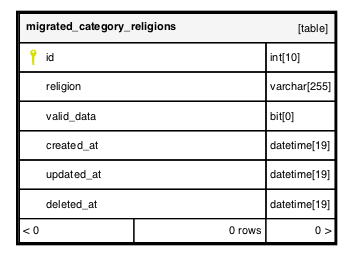 migrated_category_religions [table]
id int[10]
religion varchar[255]
valid_data bit[0]
created_at datetime[19]
updated_at datetime[19]
deleted_at datetime[19]
< 0 0 rows 0 >